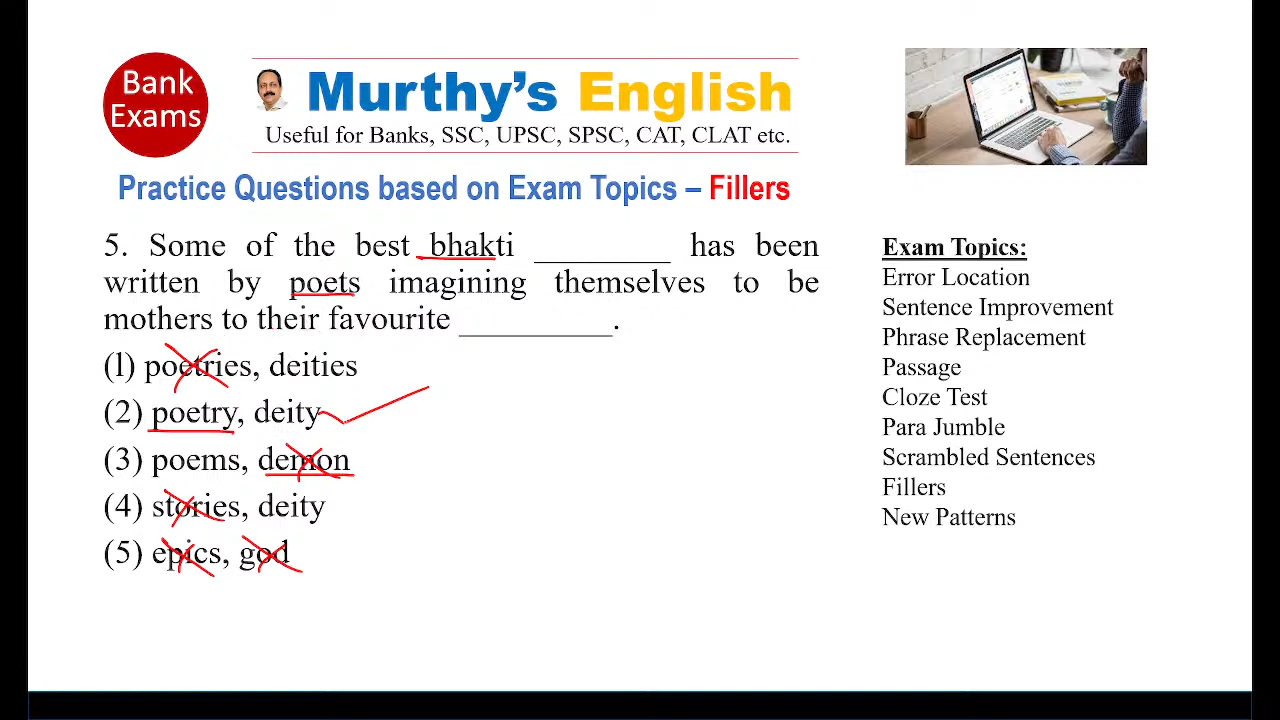 Bank
Exams
Murthy's English
Useful for Banks, SSC, UPSC, SPSC, CAT, CLAT etc.
Practice Questions based on Exam Topics – Fillers
5. Some of the best bhakti ________ has been
written by poets imagining themselves to be
mothers to their favourite _________.
(1) poetries, deities
(2) poetry, deity
(3) poems, demon
(4) stories, deity
(5) epics, god
Exam Topics:
Error Location
Sentence Improvement
Phrase Replacement
Passage
Cloze Test
Para Jumble
Scrambled Sentences
Fillers
New Patterns